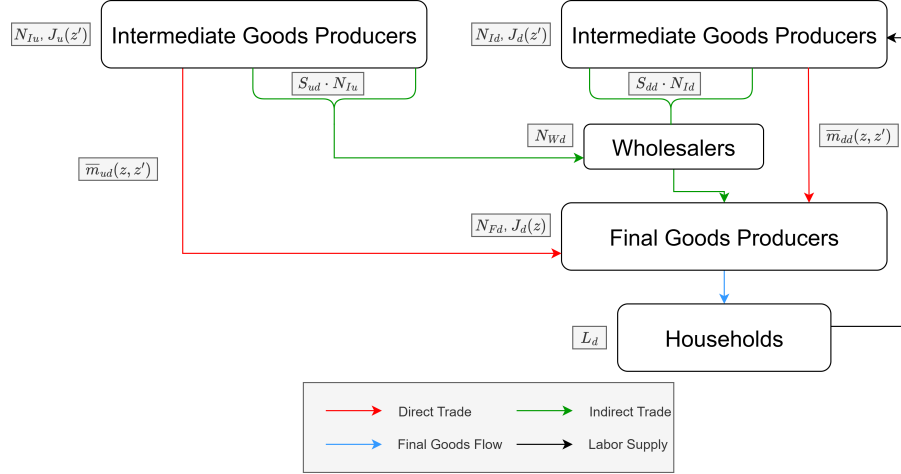 N_{Iu}, J_u(z′)
Intermediate Goods Producers
N_{Id}, J_d(z′)
Intermediate Goods Producers
S_{ud} · N_{Iu}
S_{dd} · N_{Id}
N_{Wd}
Wholesalers
m̅_{dd}(z, z′)
m̅_{ud}(z, z′)
N_{Fd}, J_d(z)
Final Goods Producers
L_d
Households
Direct Trade
Indirect Trade
Final Goods Flow
Labor Supply